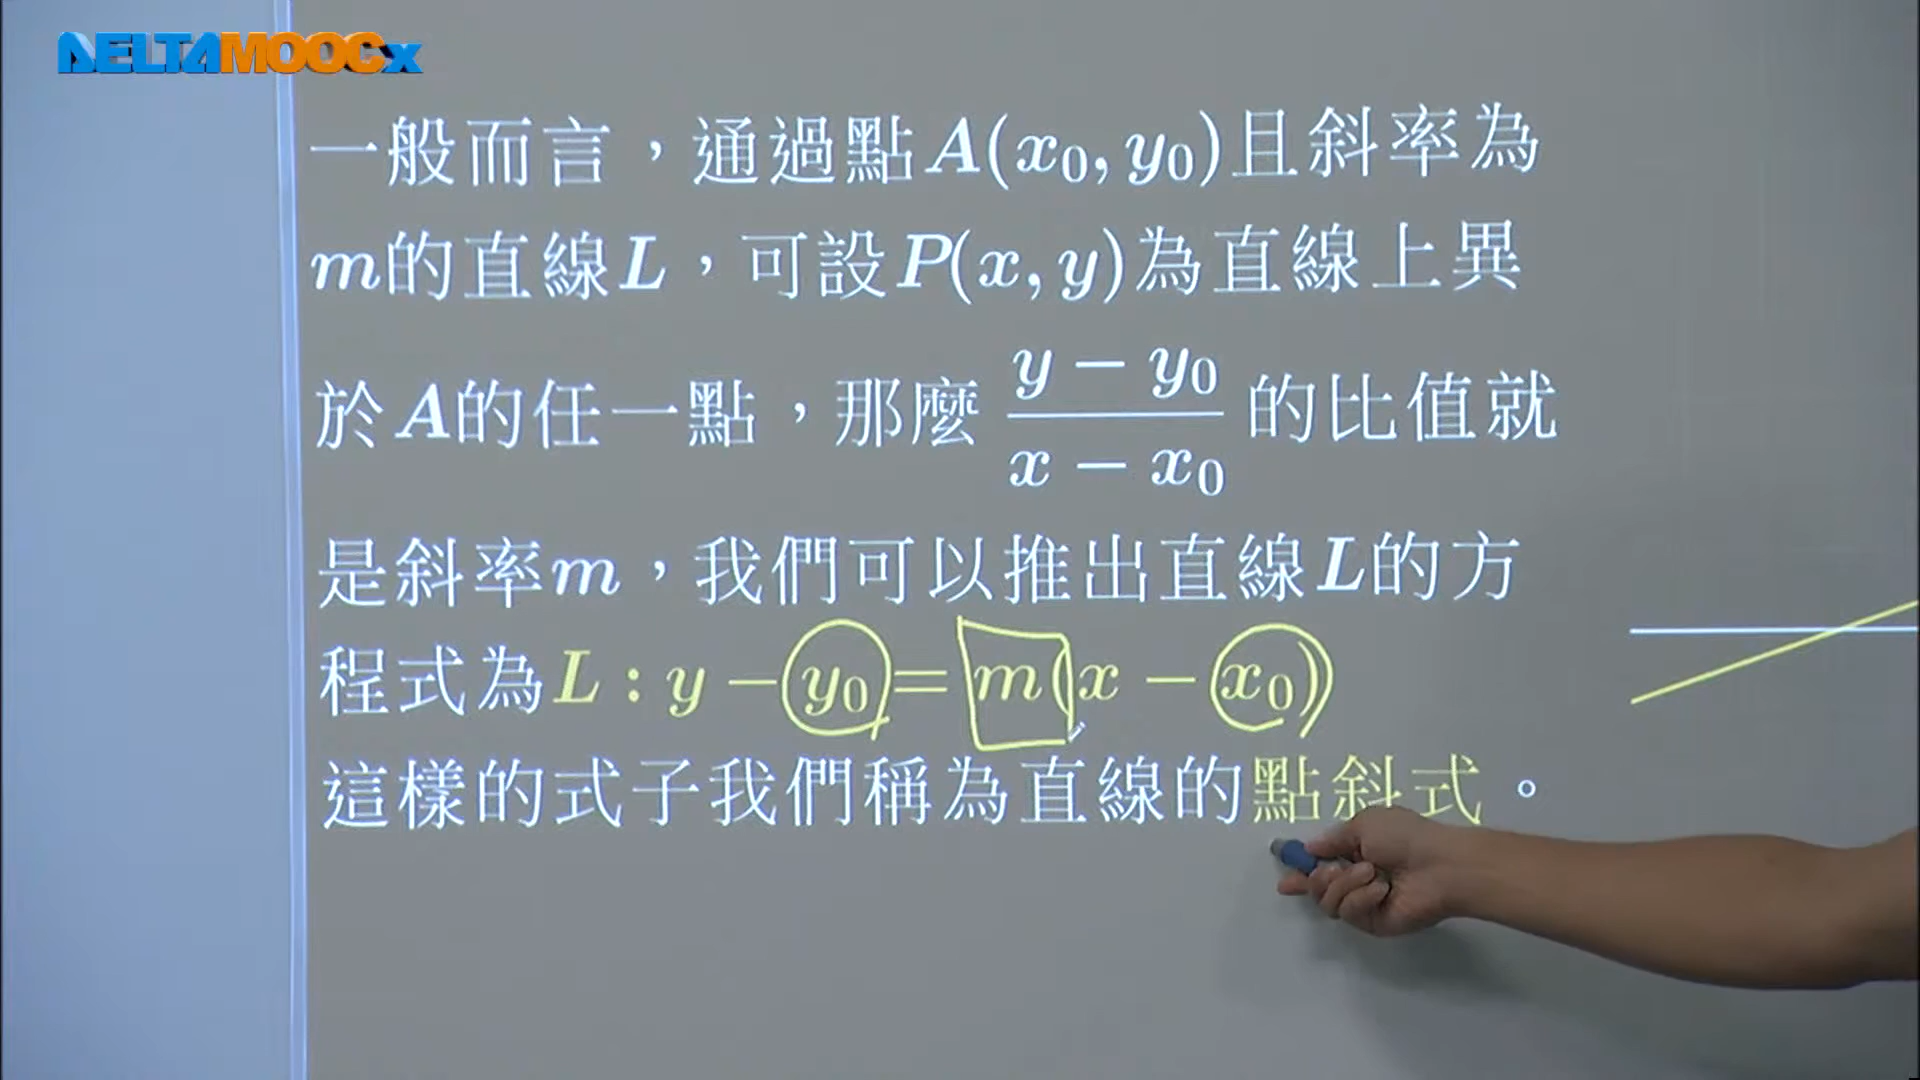 DELTAMOOCx
一般而言，通過點A(x₀, y₀)且斜率為
m的直線L，可設P(x, y)為直線上異
於A的任一點，那麼 (y − y₀)/(x − x₀) 的比值就
是斜率m，我們可以推出直線L的方
程式為L : y − y₀ = m(x − x₀)
這樣的式子我們稱為直線的點斜式。